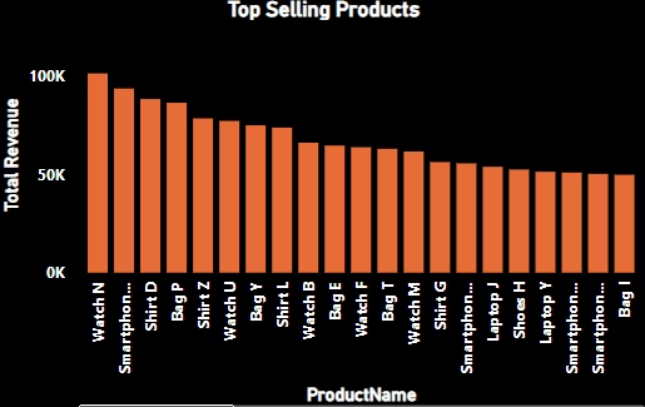 Top Selling Products
Total Revenue
100K
50K
0K
Watch N
Smartphon...
Shirt D
Bag P
Shirt Z
Watch U
Bag Y
Shirt L
Watch B
Bag E
Watch F
Bag T
Watch M
Shirt G
Smartphon...
Laptop J
Shoes H
Laptop Y
Smartphon...
Smartphon...
Bag I
ProductName